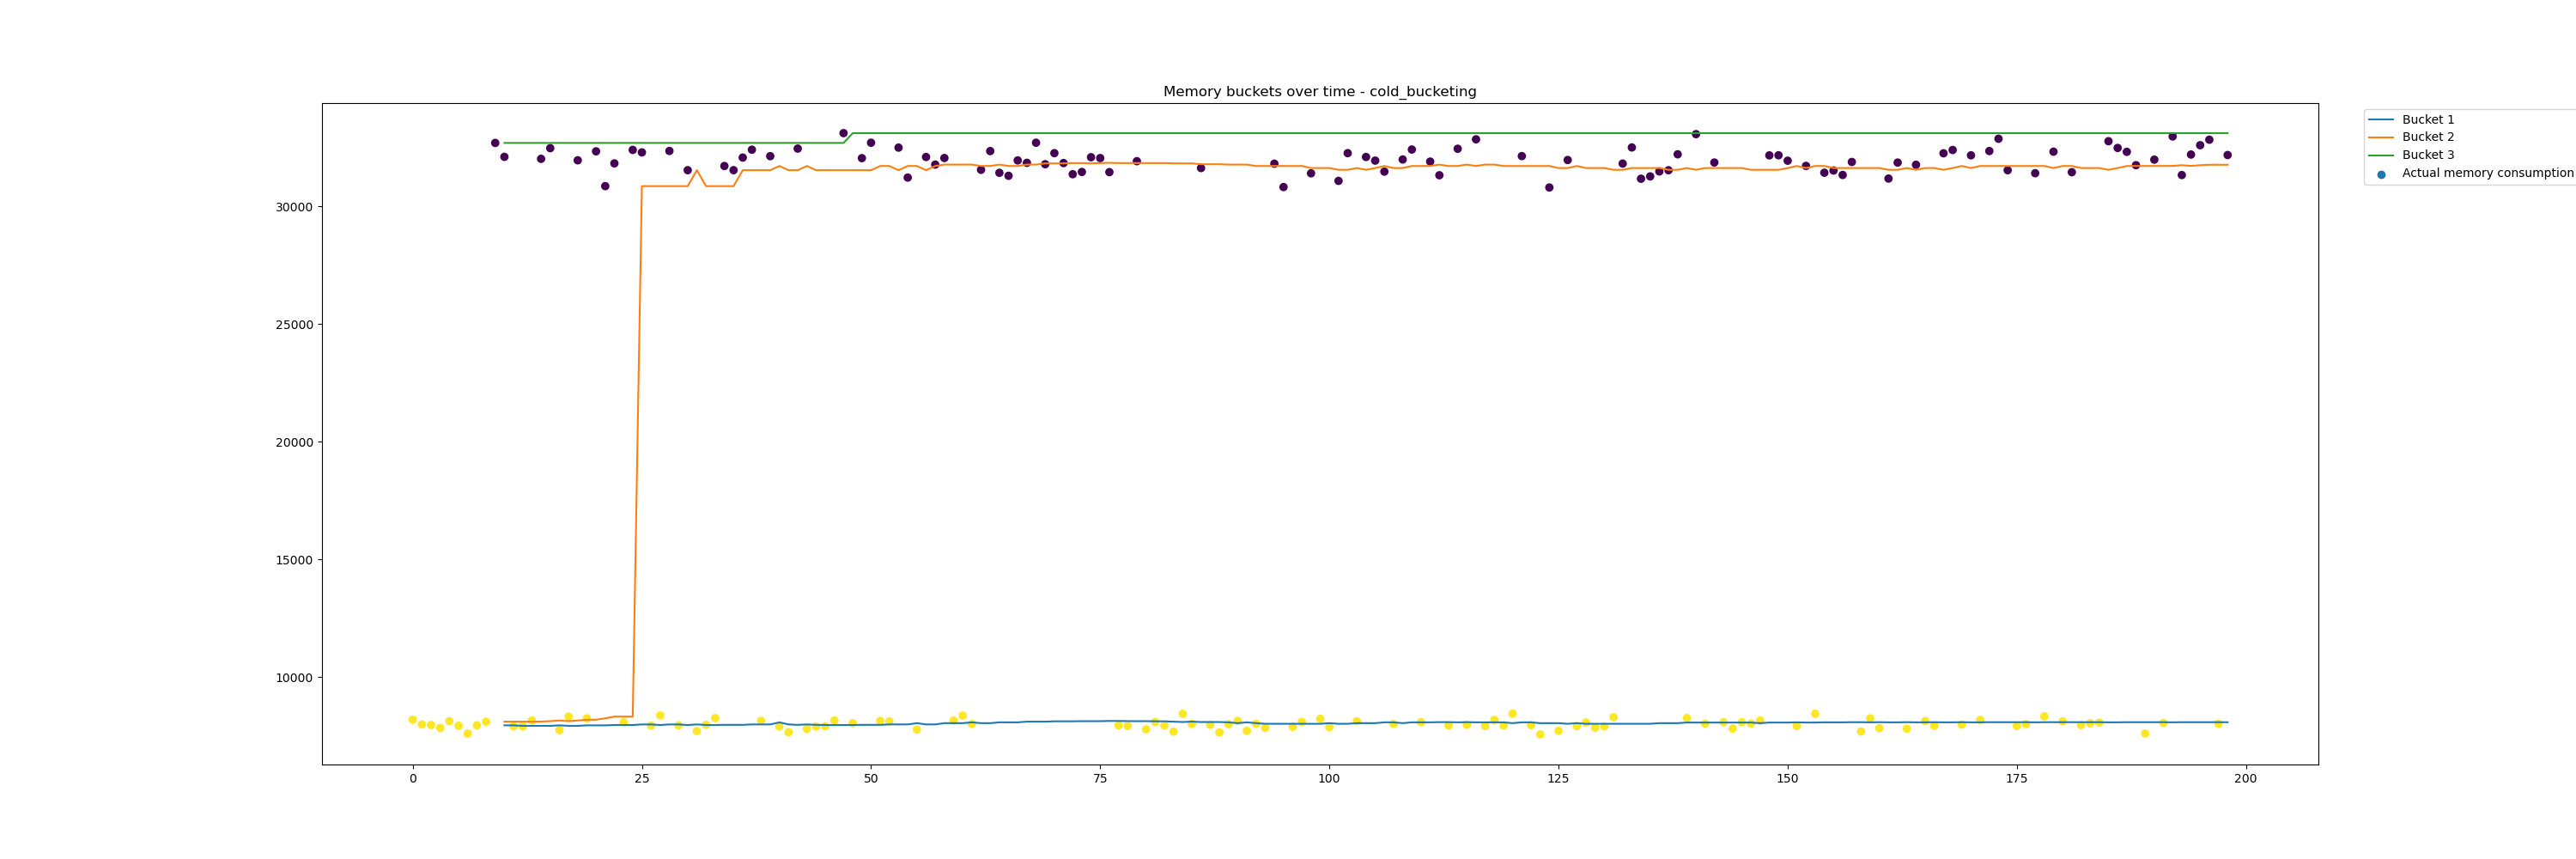 Memory buckets over time - cold_bucketing
Bucket 1
Bucket 2
Bucket 3
Actual memory consumption
30000
25000
20000
15000
10000
0 25 50 75 100 125 150 175 200